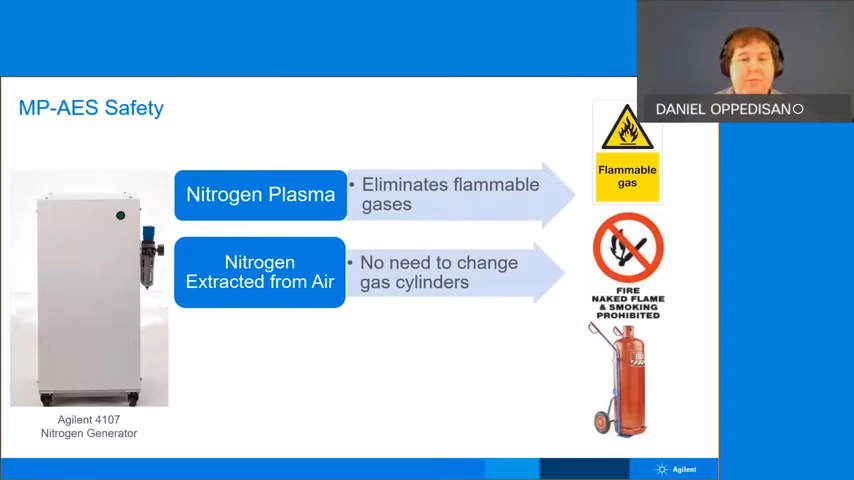 DANIEL OPPEDISANO
MP-AES Safety
Nitrogen Plasma
• Eliminates flammable
gases
Nitrogen
Extracted from Air
• No need to change
gas cylinders
Flammable
gas
FIRE
NAKED FLAME
& SMOKING
PROHIBITED
Agilent 4107
Nitrogen Generator
Agilent